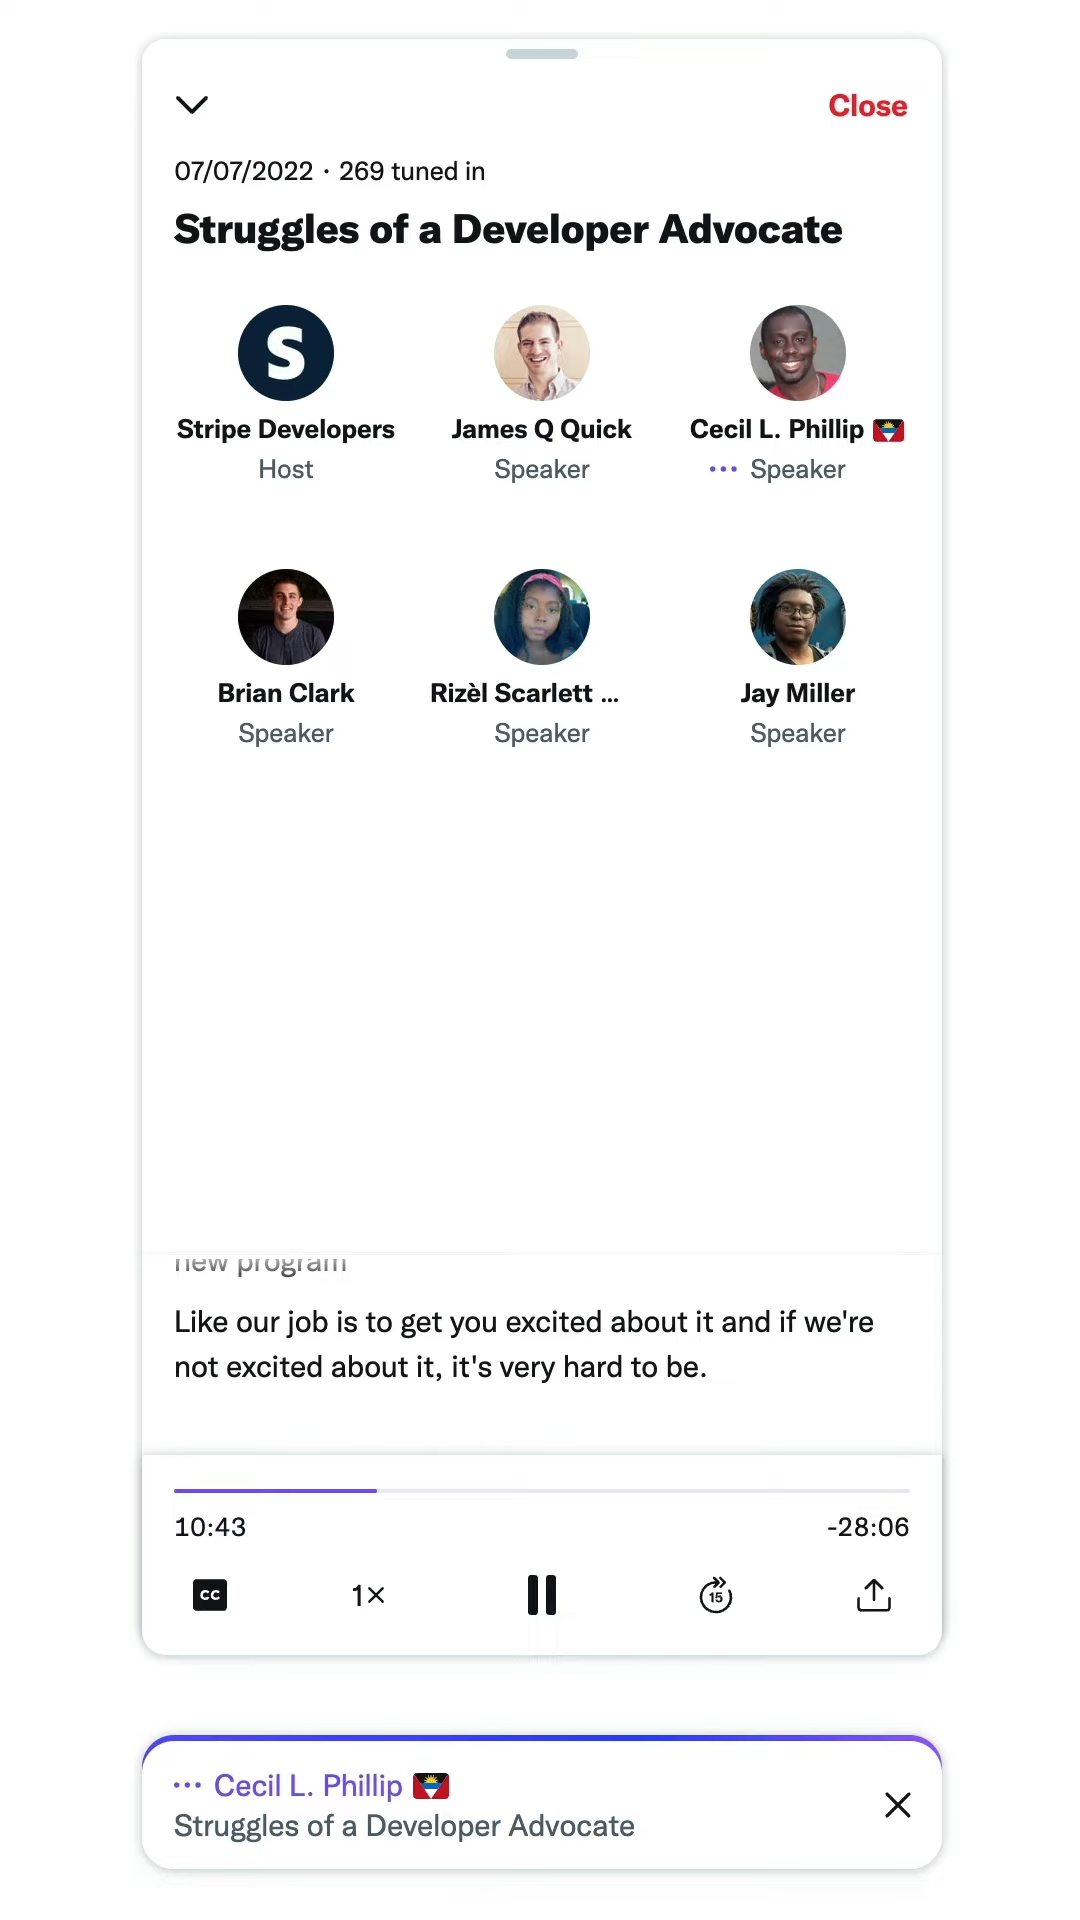 Close
07/07/2022 · 269 tuned in
Struggles of a Developer Advocate
S
Stripe Developers
Host
James Q Quick
Speaker
Cecil L. Phillip 🇦🇬
••• Speaker
Brian Clark
Speaker
Rizèl Scarlett ...
Speaker
Jay Miller
Speaker
new program
Like our job is to get you excited about it and if we're
not excited about it, it's very hard to be.
10:43
-28:06
CC
1×
15
••• Cecil L. Phillip 🇦🇬
Struggles of a Developer Advocate